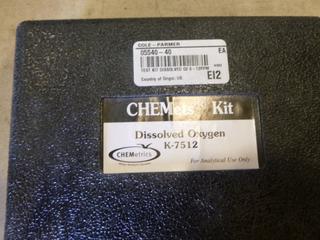 COLE-PARMER
05540-40 EA
TEST KIT DISSOLVED O2 0 - 12PPM
Country of Origin: US EI2
CHEMets Kit
Dissolved Oxygen
K-7512
CHEMetrics
For Analytical Use Only